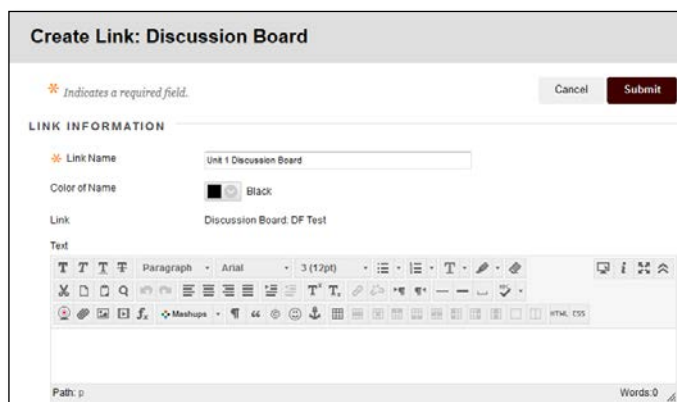 Create Link: Discussion Board
Indicates a required field.
Cancel
Submit
LINK INFORMATION
Link Name
Unit 1 Discussion Board
Color of Name
Black
Link
Discussion Board: DF Test
Text
T T T T Paragraph Arial 3 (12pt) T
T T
fx Mashups HTML CSS
Path: p
Words:0